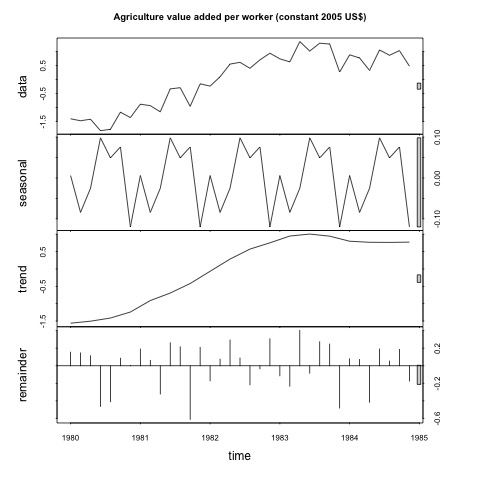 Agriculture value added per worker (constant 2005 US$)
data
0.5
-0.5
-1.5
seasonal
0.10
0.00
-0.10
trend
0.5
-0.5
-1.5
remainder
0.2
-0.2
-0.6
1980 1981 1982 1983 1984 1985
time